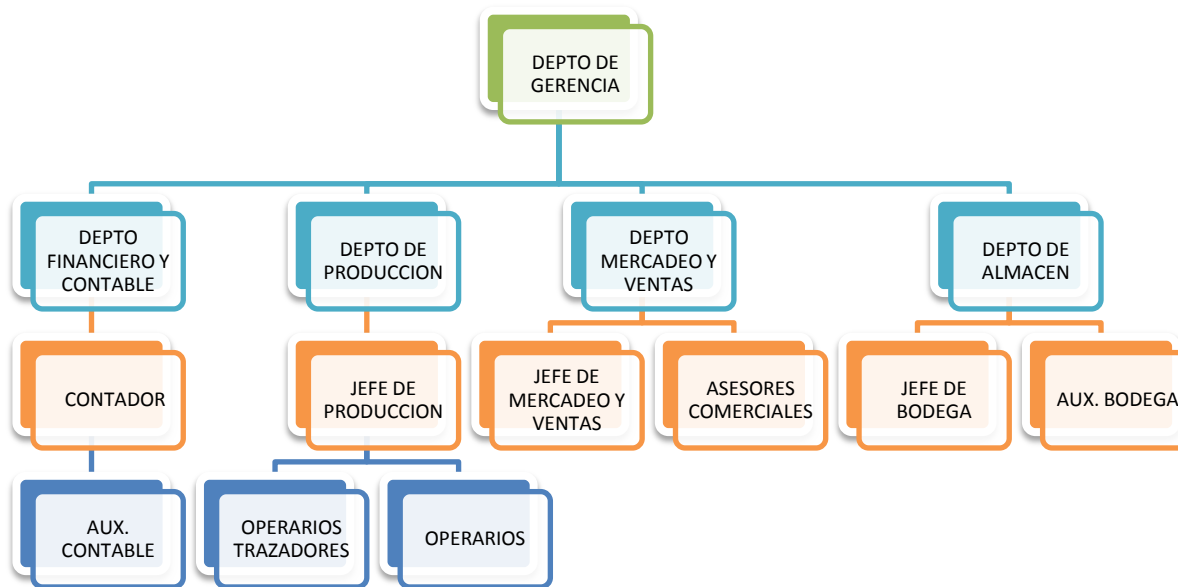 DEPTO DE
GERENCIA
DEPTO
FINANCIERO Y
CONTABLE
DEPTO DE
PRODUCCION
DEPTO
MERCADEO Y
VENTAS
DEPTO DE
ALMACEN
CONTADOR
JEFE DE
PRODUCCION
JEFE DE
MERCADEO Y
VENTAS
ASESORES
COMERCIALES
JEFE DE
BODEGA
AUX. BODEGA
AUX.
CONTABLE
OPERARIOS
TRAZADORES
OPERARIOS